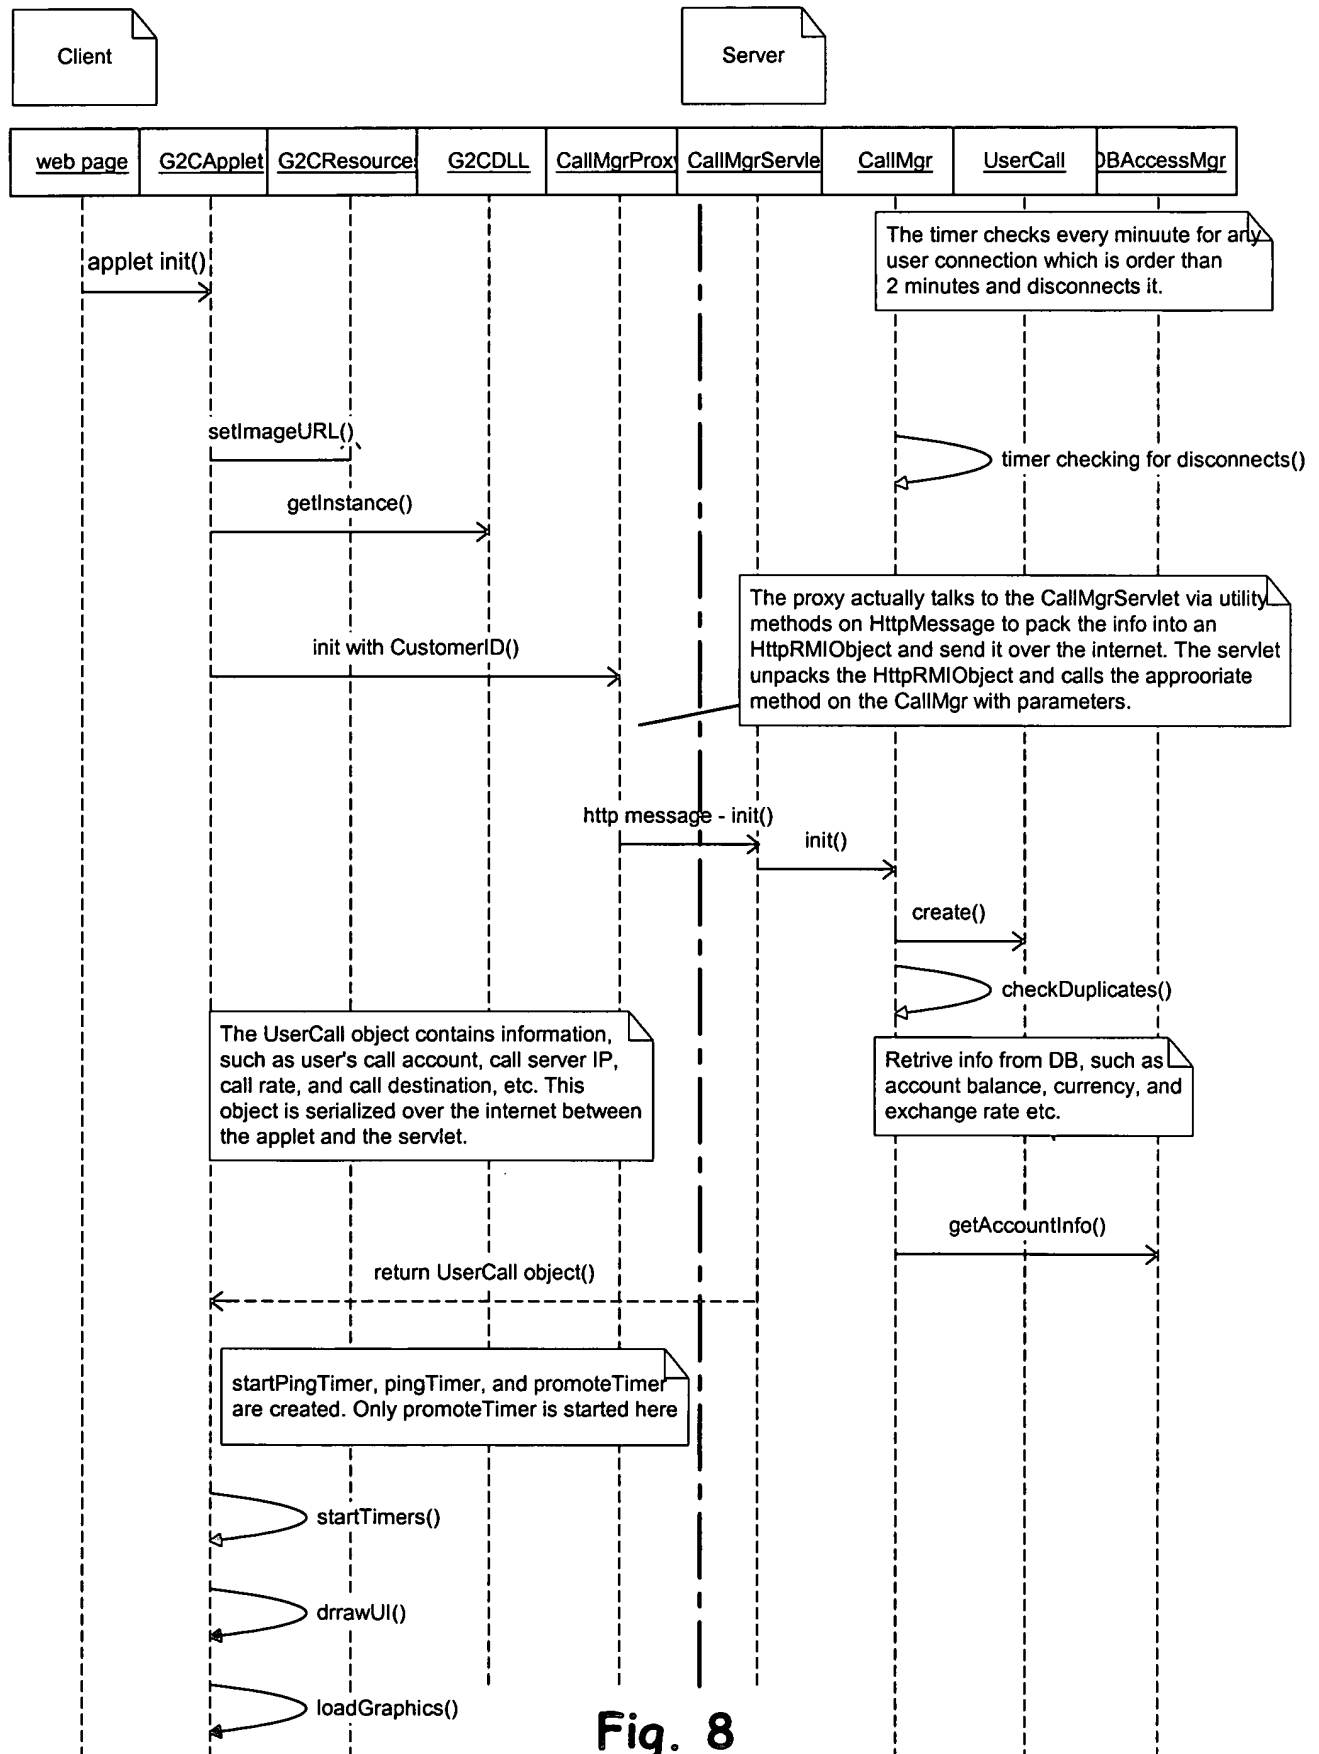 Client
Server
web page
G2CApplet
G2CResource
G2CDLL
CallMgrProxy
CallMgrServle
CallMgr
UserCall
DBAccessMgr
The timer checks every minuute for any
user connection which is order than
2 minutes and disconnects it.
applet init()
setImageURL()
timer checking for disconnects()
getInstance()
The proxy actually talks to the CallMgrServlet via utility
methods on HttpMessage to pack the info into an
HttpRMIObject and send it over the internet. The servlet
unpacks the HttpRMIObject and calls the approoriate
method on the CallMgr with parameters.
init with CustomerID()
http message - init()
init()
create()
checkDuplicates()
The UserCall object contains information,
such as user's call account, call server IP,
call rate, and call destination, etc. This
object is serialized over the internet between
the applet and the servlet.
Retrive info from DB, such as
account balance, currency, and
exchange rate etc.
getAccountInfo()
return UserCall object()
startPingTimer, pingTimer, and promoteTimer
are created. Only promoteTimer is started here
startTimers()
drrawUI()
loadGraphics()
Fig. 8